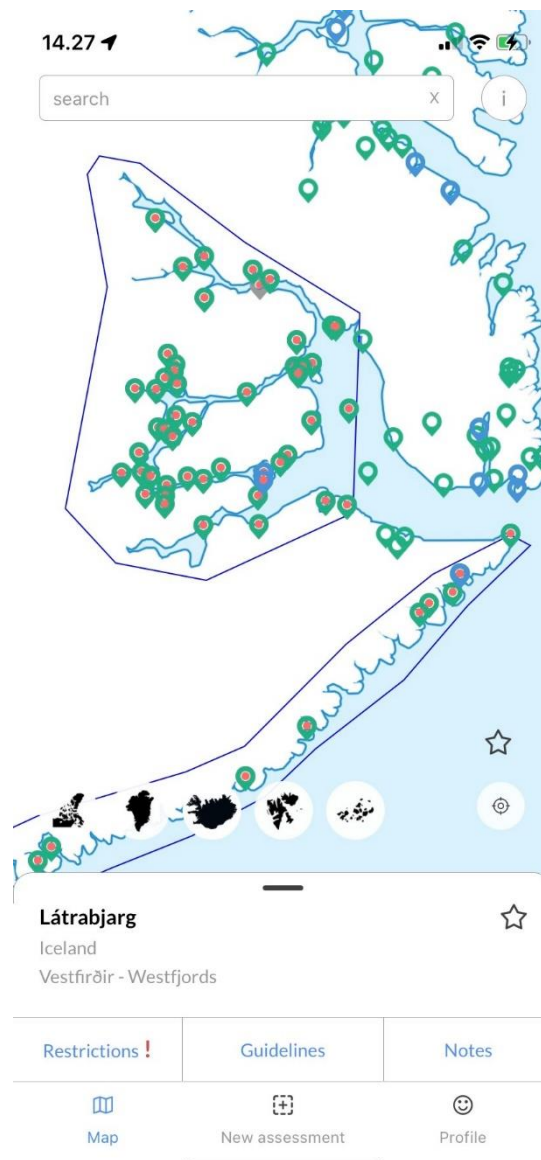 14.27
search X i
Látrabjarg
Iceland
Vestfirðir - Westfjords
Restrictions ! Guidelines Notes
Map New assessment Profile